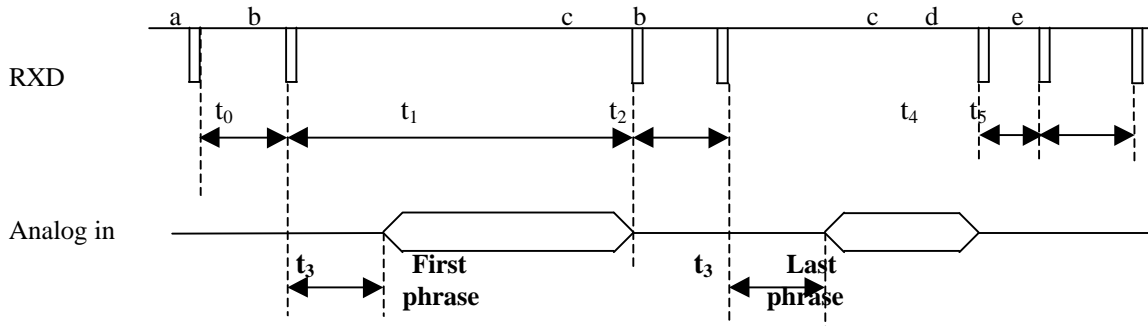 a b c b c d e
RXD
t₀ t₁ t₂ t₄ t₅
Analog in
t₃ First t₃ Last
phrase phrase